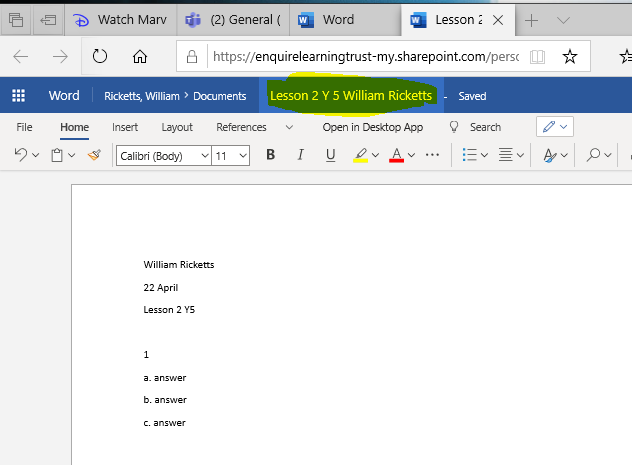 Watch Marv (2) General ( Word Lesson 2
https://enquirelearningtrust-my.sharepoint.com/perso
Word Ricketts, William > Documents Lesson 2 Y 5 William Ricketts - Saved
File Home Insert Layout References Open in Desktop App Search
Calibri (Body) 11 B I U A ...
William Ricketts
22 April
Lesson 2 Y5
1
a. answer
b. answer
c. answer